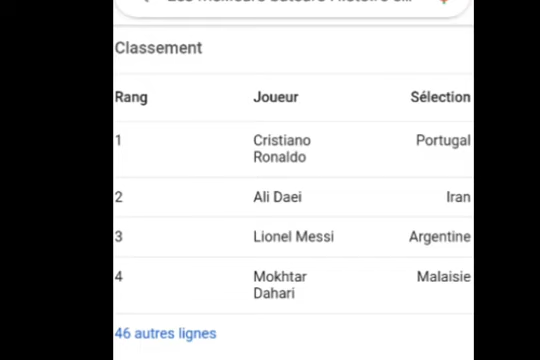 Classement
Rang Joueur Sélection
1 Cristiano Ronaldo Portugal
2 Ali Daei Iran
3 Lionel Messi Argentine
4 Mokhtar Dahari Malaisie
46 autres lignes